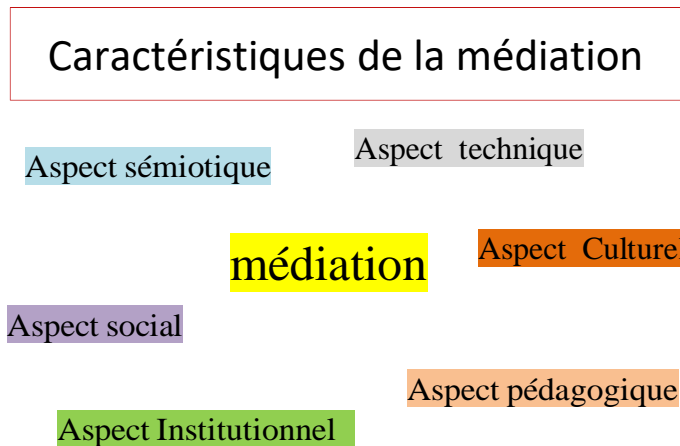 Caractéristiques de la médiation
Aspect technique
Aspect sémiotique
Aspect Culturel
médiation
Aspect social
Aspect pédagogique
Aspect Institutionnel